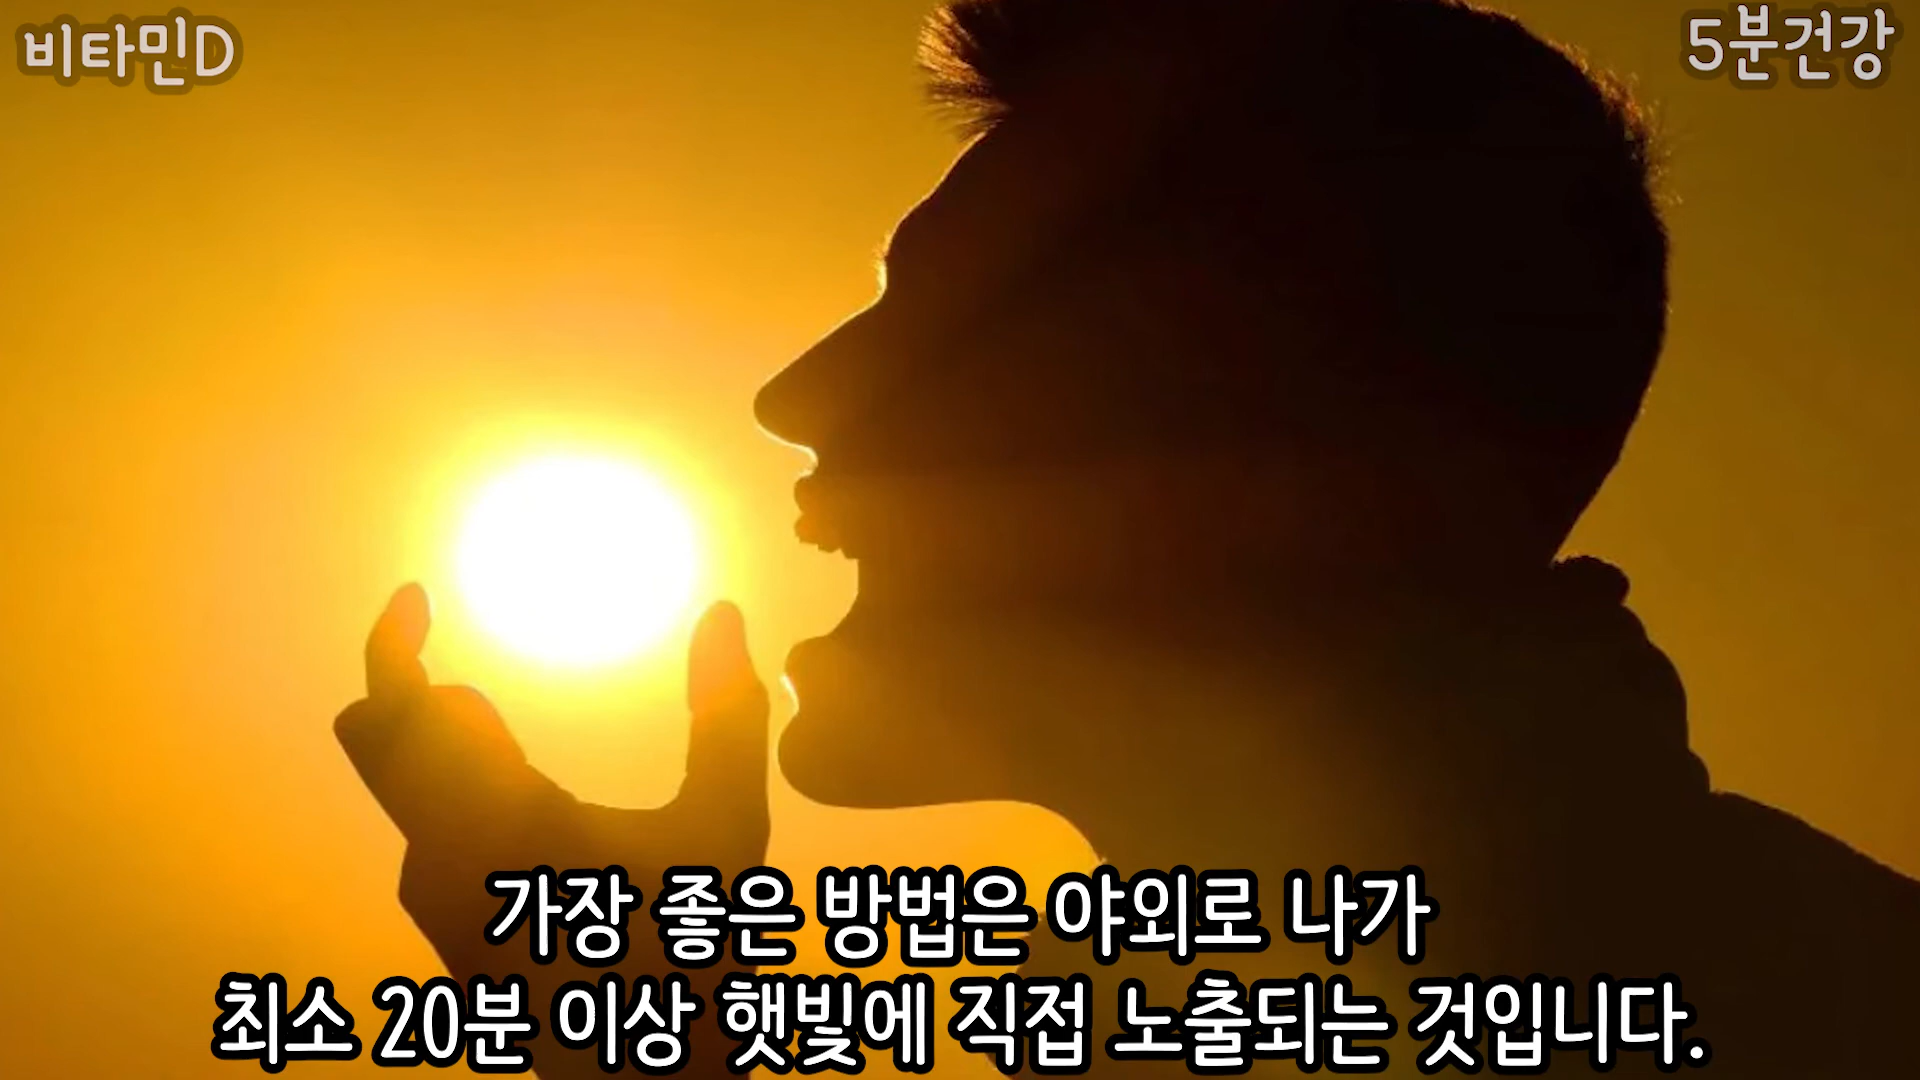 비타민D
5분건강
가장 좋은 방법은 야외로 나가
최소 20분 이상 햇빛에 직접 노출되는 것입니다.